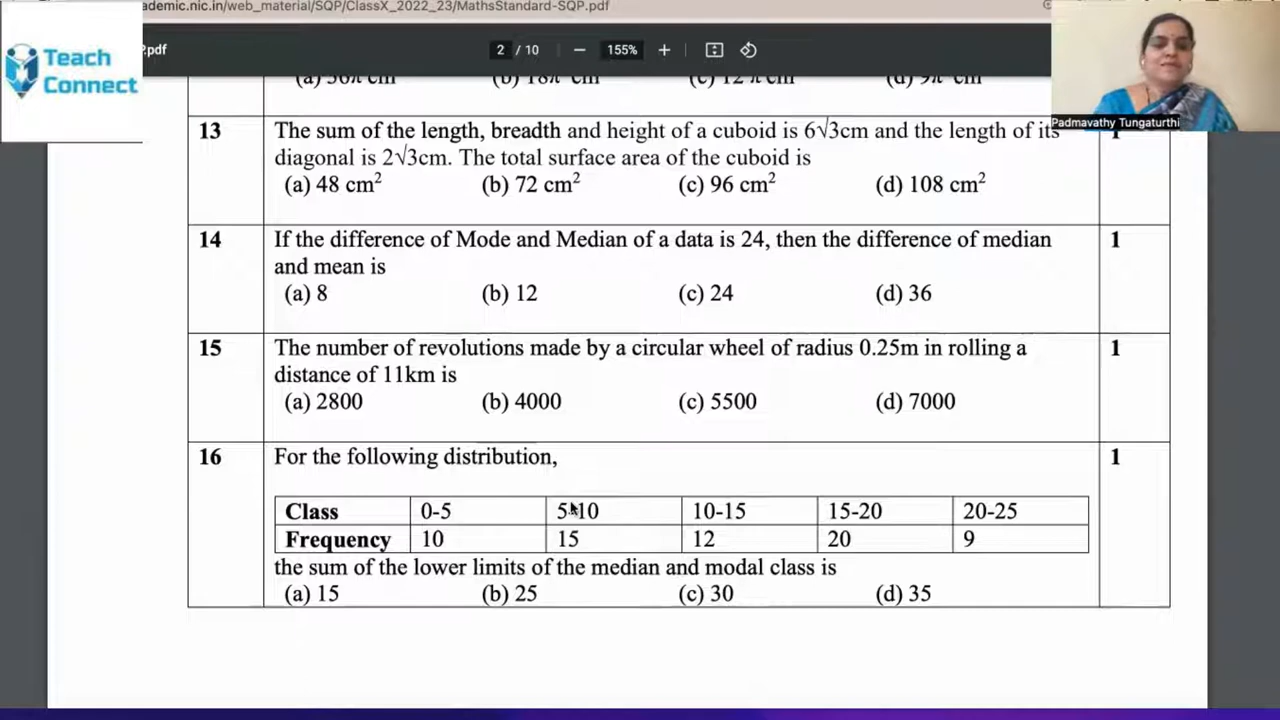 ademic.nic.in/web_material/SQP/ClassX_2022_23/MathsStandard-SQP.pdf
Teach
Connect
.pdf
2 / 10
155%
Padmavathy Tungaturthi
13
The sum of the length, breadth and height of a cuboid is 6√3cm and the length of its
diagonal is 2√3cm. The total surface area of the cuboid is
(a) 48 cm²
(b) 72 cm²
(c) 96 cm²
(d) 108 cm²
14
If the difference of Mode and Median of a data is 24, then the difference of median
and mean is
1
(a) 8
(b) 12
(c) 24
(d) 36
15
The number of revolutions made by a circular wheel of radius 0.25m in rolling a
distance of 11km is
1
(a) 2800
(b) 4000
(c) 5500
(d) 7000
16
For the following distribution,
1
Class 0-5 5-10 10-15 15-20 20-25
Frequency 10 15 12 20 9
the sum of the lower limits of the median and modal class is
(a) 15
(b) 25
(c) 30
(d) 35